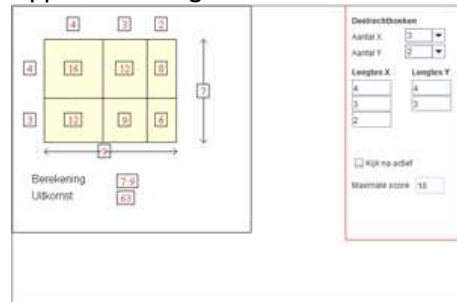 4 3 2
4 16 12 8
3 12 9 6
7
9
Berekening 7·9
Uitkomst 63
Deelrechthoeken
Aantal X 3
Aantal Y 2
Lengtes X Lengtes Y
4 4
3 3
2
Kijk na actief
Maximale score 10